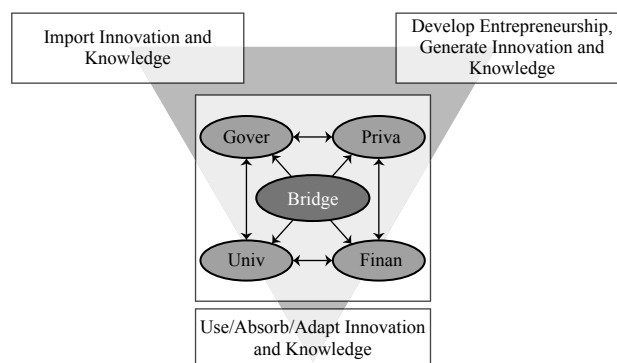 Import Innovation and
Knowledge
Develop Entrepreneurship,
Generate Innovation and
Knowledge
Gover
Priva
Bridge
Univ
Finan
Use/Absorb/Adapt Innovation
and Knowledge